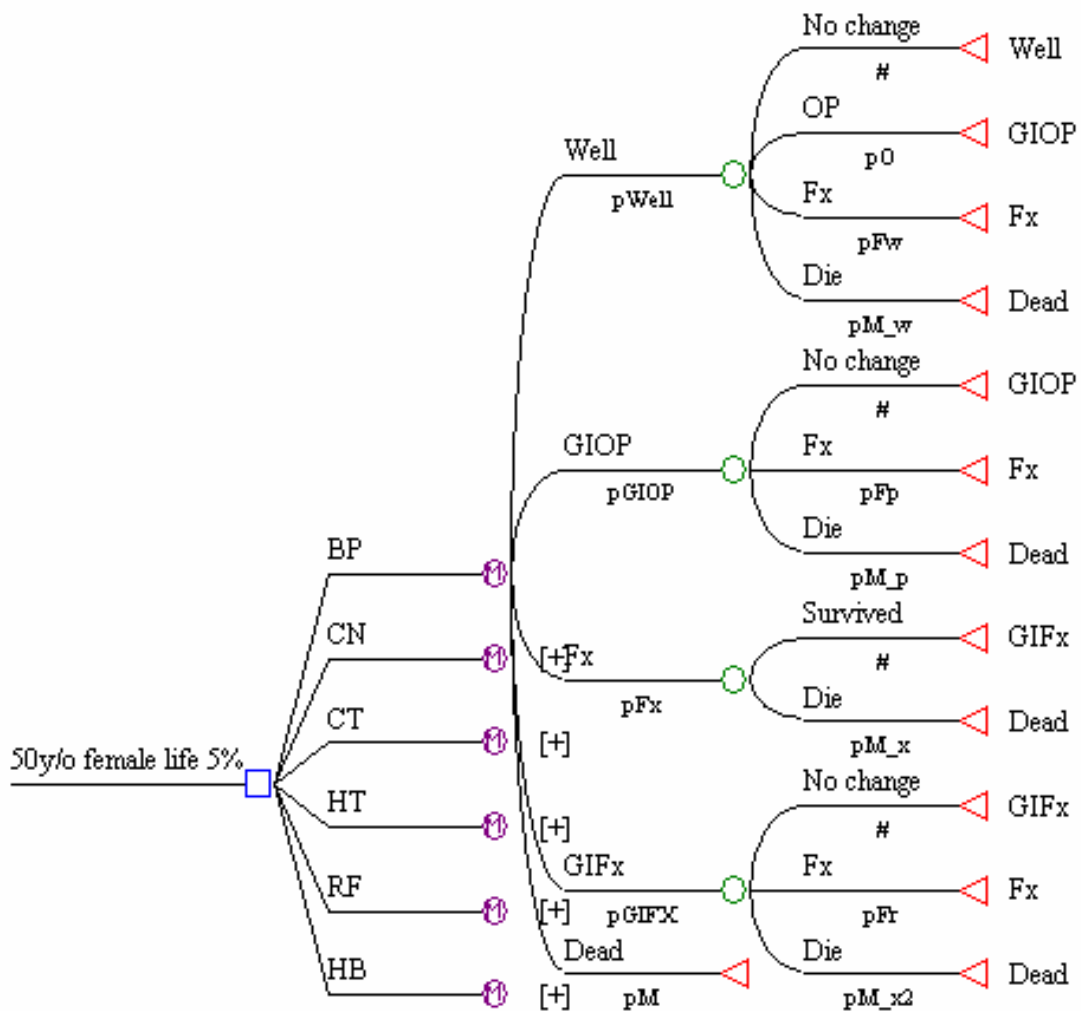 No change
#
Well
OP
pO
GIOP
Well
pWell
Fx
pFw
Fx
Die
pM_w
Dead
No change
#
GIOP
GIOP
pGIOP
Fx
pFp
Fx
Die
pM_p
Dead
BP
M
Survived
#
GIFx
CN
M
[+]
Fx
pFx
Die
pM_x
Dead
CT
M
[+]
50y/o female life 5%
HT
M
[+]
No change
#
GIFx
GIFx
pGIFX
Fx
pFr
Fx
RF
M
[+]
Dead
pM
Die
pM_x2
Dead
HB
M
[+]